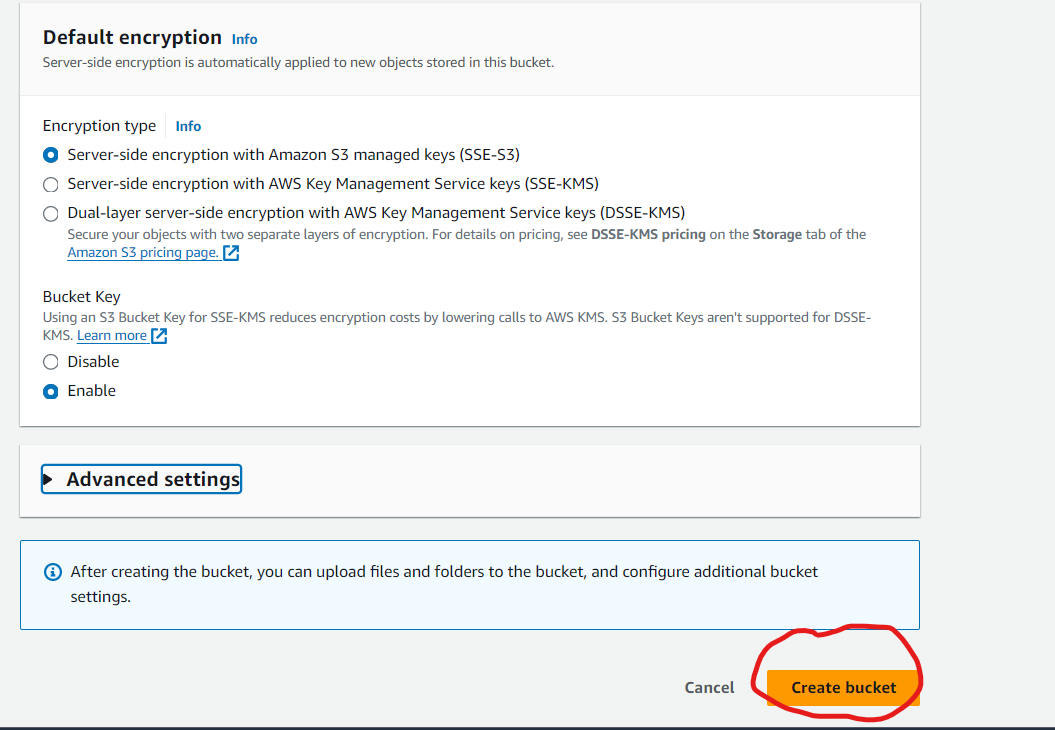 Default encryption Info
Server-side encryption is automatically applied to new objects stored in this bucket.
Encryption type Info
Server-side encryption with Amazon S3 managed keys (SSE-S3)
Server-side encryption with AWS Key Management Service keys (SSE-KMS)
Dual-layer server-side encryption with AWS Key Management Service keys (DSSE-KMS)
Secure your objects with two separate layers of encryption. For details on pricing, see DSSE-KMS pricing on the Storage tab of the
Amazon S3 pricing page.
Bucket Key
Using an S3 Bucket Key for SSE-KMS reduces encryption costs by lowering calls to AWS KMS. S3 Bucket Keys aren't supported for DSSE-
KMS. Learn more
Disable
Enable
Advanced settings
After creating the bucket, you can upload files and folders to the bucket, and configure additional bucket
settings.
Cancel Create bucket